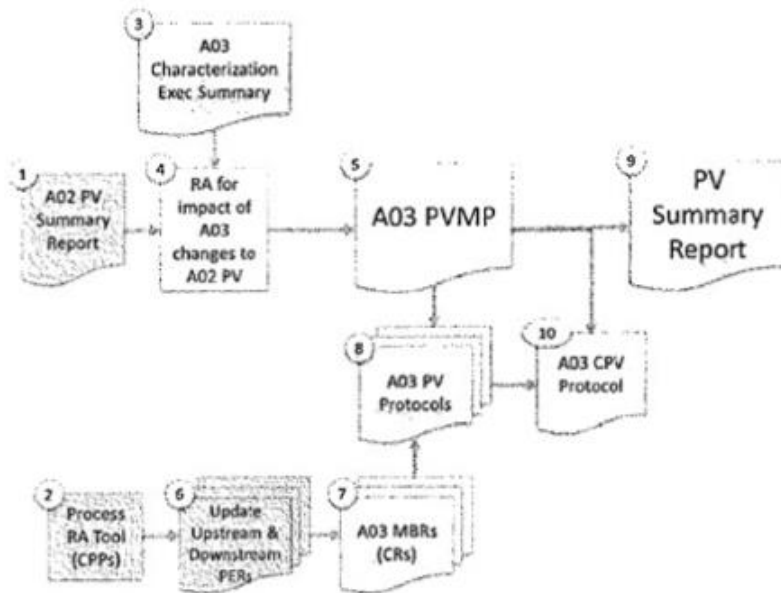 3
A03
Characterization
Exec Summary
1
A02 PV
Summary
Report
4
RA for
impact of
A03
changes to
A02 PV
5
A03 PVMP
9
PV
Summary
Report
8
A03 PV
Protocols
10
A03 CPV
Protocol
2
Process
RA Tool
(CPPs)
6
Update
Upstream &
Downstream
PERs
7
A03 MBRs
(CRs)